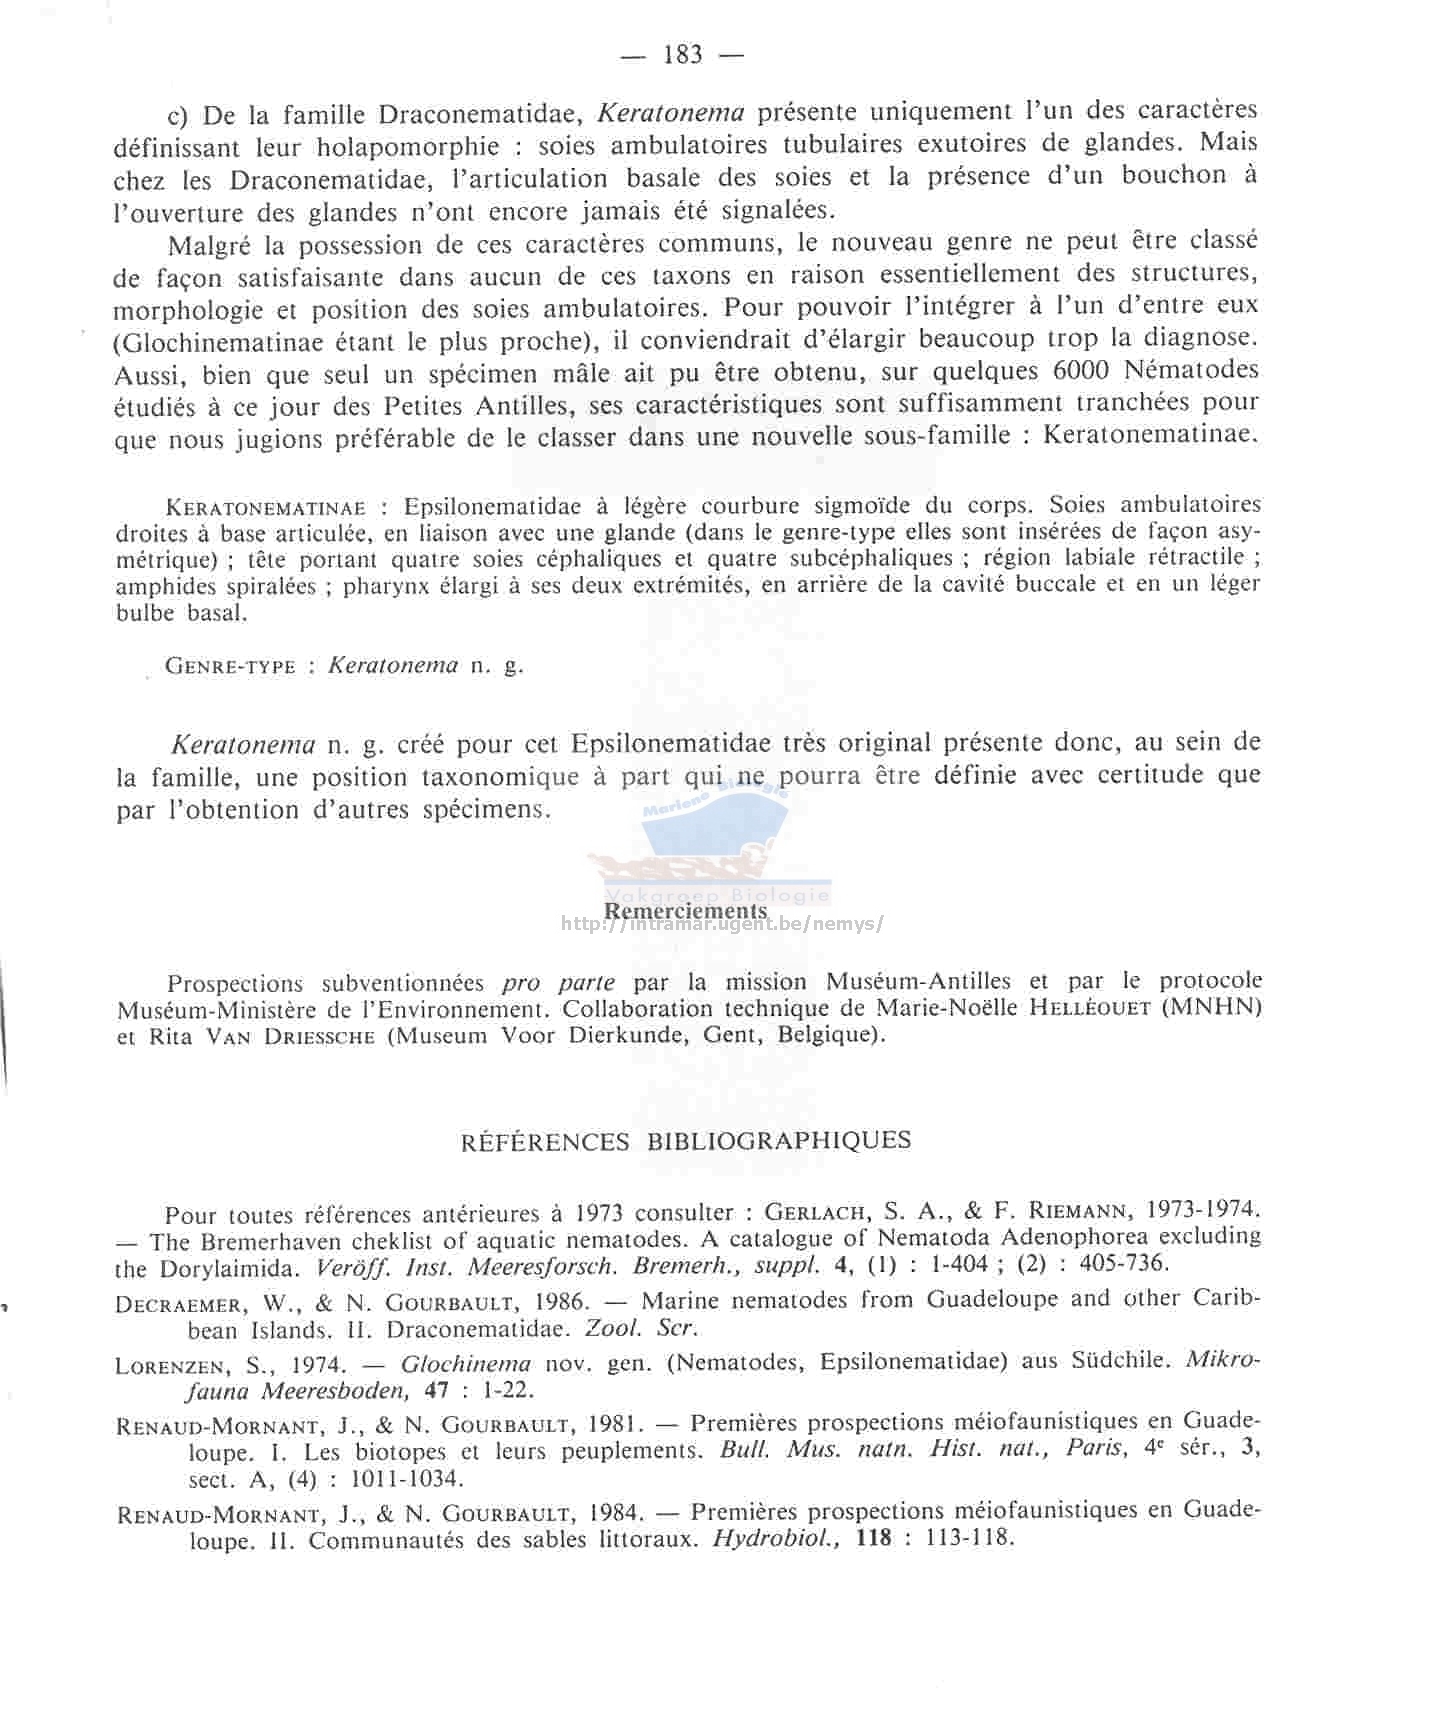 — 183 —
c) De la famille Draconematidae, Keratonema présente uniquement l'un des caractères
définissant leur holapomorphie : soies ambulatoires tubulaires exutoires de glandes. Mais
chez les Draconematidae, l'articulation basale des soies et la présence d'un bouchon à
l'ouverture des glandes n'ont encore jamais été signalées.
Malgré la possession de ces caractères communs, le nouveau genre ne peut être classé
de façon satisfaisante dans aucun de ces taxons en raison essentiellement des structures,
morphologie et position des soies ambulatoires. Pour pouvoir l'intégrer à l'un d'entre eux
(Glochinematinae étant le plus proche), il conviendrait d'élargir beaucoup trop la diagnose.
Aussi, bien que seul un spécimen mâle ait pu être obtenu, sur quelques 6000 Nématodes
étudiés à ce jour des Petites Antilles, ses caractéristiques sont suffisamment tranchées pour
que nous jugions préférable de le classer dans une nouvelle sous-famille : Keratonematinae.
KERATONEMATINAE : Epsilonematidae à légère courbure sigmoïde du corps. Soies ambulatoires
droites à base articulée, en liaison avec une glande (dans le genre-type elles sont insérées de façon asy-
métrique) ; tête portant quatre soies céphaliques et quatre subcéphaliques ; région labiale rétractile ;
amphides spiralées ; pharynx élargi à ses deux extrémités, en arrière de la cavité buccale et en un léger
bulbe basal.
GENRE-TYPE : Keratonema n. g.
Keratonema n. g. créé pour cet Epsilonematidae très original présente donc, au sein de
la famille, une position taxonomique à part qui ne pourra être définie avec certitude que
par l'obtention d'autres spécimens.
Mariene Biologie
Vakgroep Biologie
Remerciements
http://intramar.ugent.be/nemys/
Prospections subventionnées pro parte par la mission Muséum-Antilles et par le protocole
Muséum-Ministère de l'Environnement. Collaboration technique de Marie-Noëlle HELLÉOUET (MNHN)
et Rita VAN DRIESSCHE (Museum Voor Dierkunde, Gent, Belgique).
RÉFÉRENCES BIBLIOGRAPHIQUES
Pour toutes références antérieures à 1973 consulter : GERLACH, S. A., & F. RIEMANN, 1973-1974.
— The Bremerhaven cheklist of aquatic nematodes. A catalogue of Nematoda Adenophorea excluding
the Dorylaimida. Veröff. Inst. Meeresforsch. Bremerh., suppl. 4, (1) : 1-404 ; (2) : 405-736.
DECRAEMER, W., & N. GOURBAULT, 1986. — Marine nematodes from Guadeloupe and other Carib-
bean Islands. II. Draconematidae. Zool. Scr.
LORENZEN, S., 1974. — Glochinema nov. gen. (Nematodes, Epsilonematidae) aus Südchile. Mikro-
fauna Meeresboden, 47 : 1-22.
RENAUD-MORNANT, J., & N. GOURBAULT, 1981. — Premières prospections méiofaunistiques en Guade-
loupe. I. Les biotopes et leurs peuplements. Bull. Mus. natn. Hist. nat., Paris, 4e sér., 3,
sect. A, (4) : 1011-1034.
RENAUD-MORNANT, J., & N. GOURBAULT, 1984. — Premières prospections méiofaunistiques en Guade-
loupe. II. Communautés des sables littoraux. Hydrobiol., 118 : 113-118.